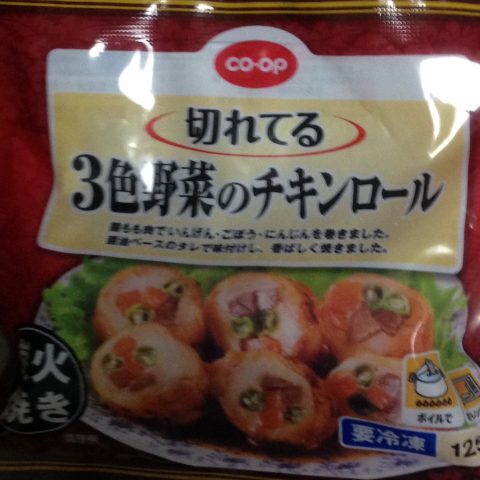 CO-OP
切れてる
3色野菜のチキンロール
鶏もも肉でいんげん・ごぼう・にんじんを巻きました。
醤油ベースのタレで味付けし、香ばしく焼きました。
火
焼き
ボイルで
要冷凍
125